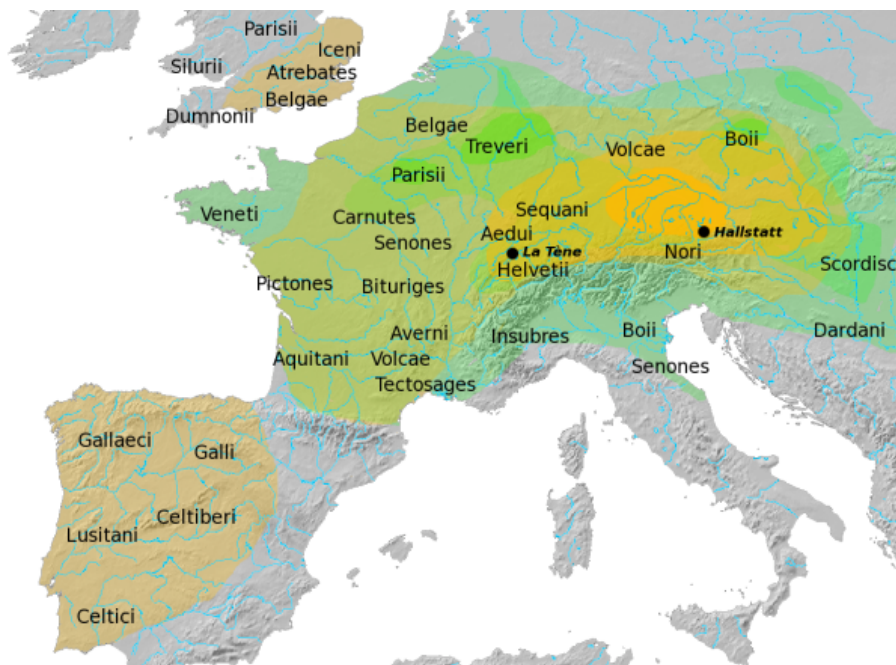 Parisii
Iceni
Silurii
Atrebates
Belgae
Dumnonii
Belgae
Treveri
Volcae
Boii
Parisii
Veneti
Carnutes
Sequani
Senones
Aedui
Hallstatt
La Tène
Nori
Helvetii
Scordisc
Pictones
Bituriges
Averni
Insubres
Boii
Dardani
Aquitani
Volcae
Tectosages
Senones
Gallaeci
Galli
Celtiberi
Lusitani
Celtici